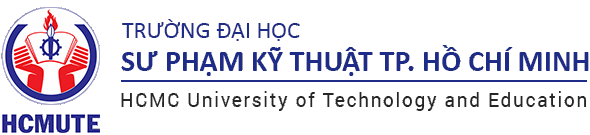 TRƯỜNG ĐẠI HỌC
SƯ PHẠM KỸ THUẬT TP. HỒ CHÍ MINH
HCMC University of Technology and Education
HCMUTE